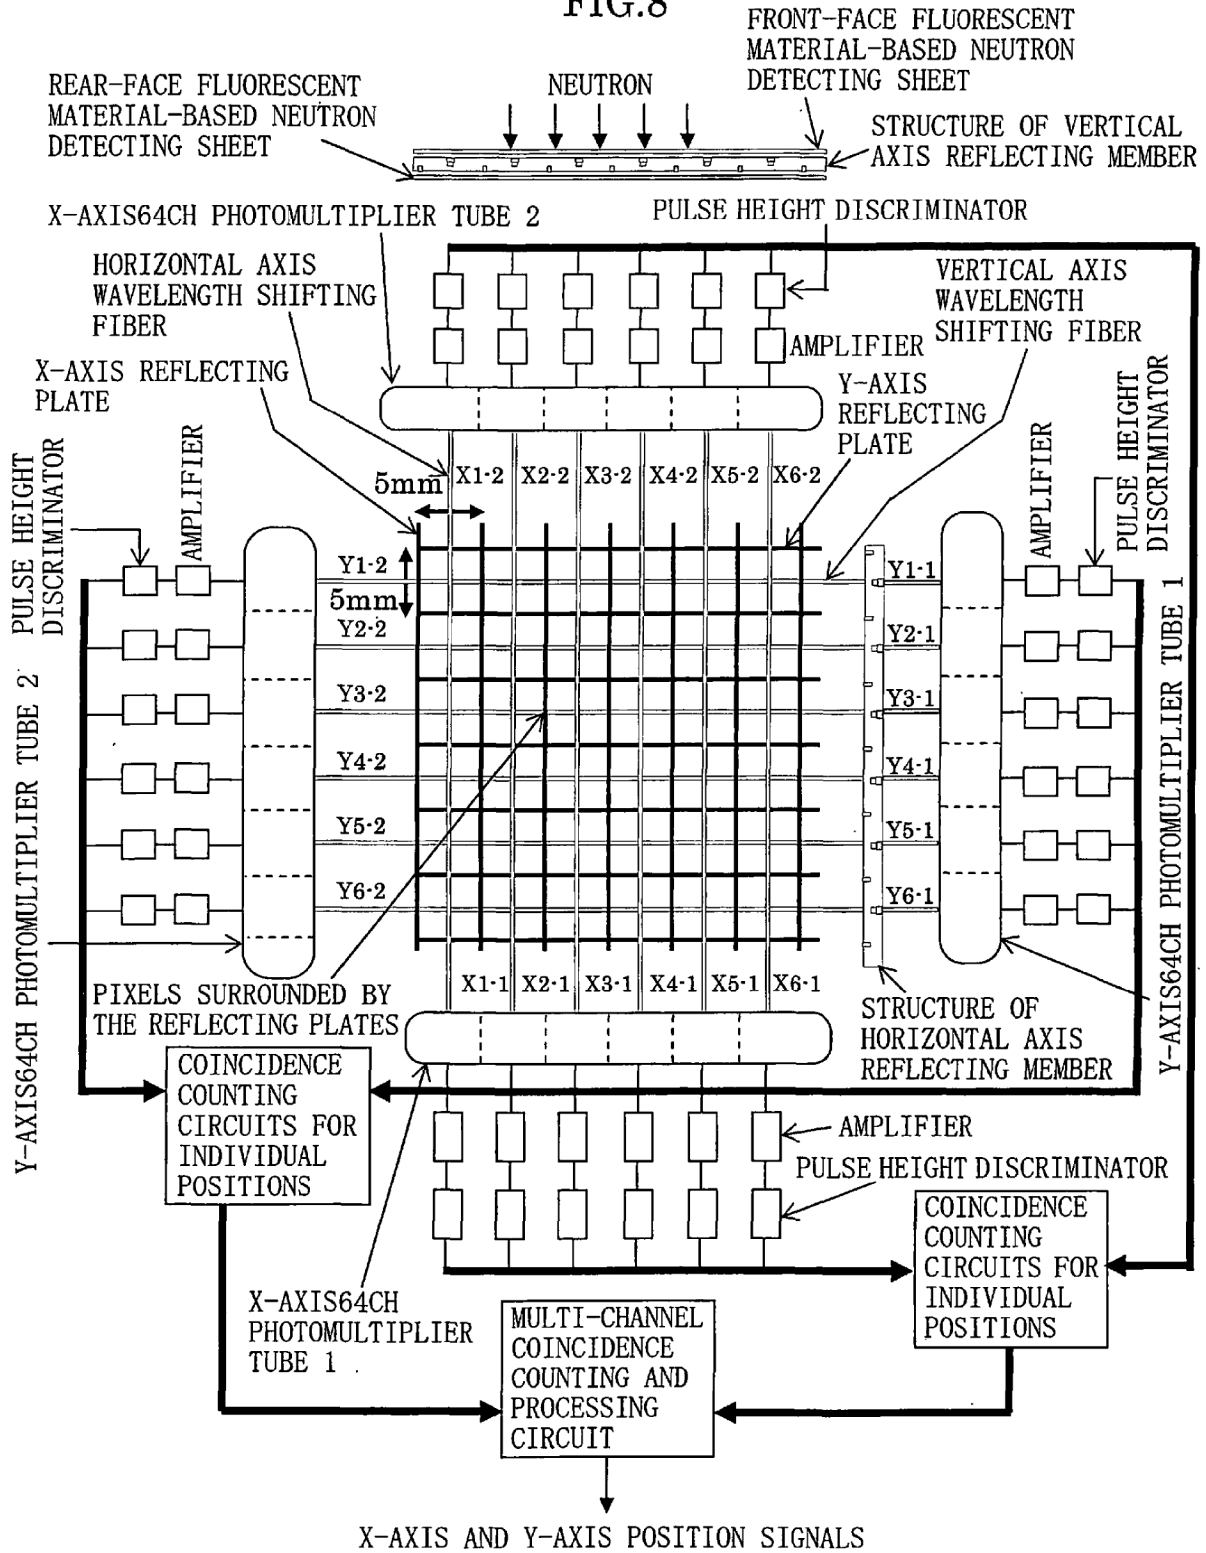 FIG.8
FRONT-FACE FLUORESCENT
MATERIAL-BASED NEUTRON
DETECTING SHEET
REAR-FACE FLUORESCENT
MATERIAL-BASED NEUTRON
DETECTING SHEET
NEUTRON
STRUCTURE OF VERTICAL
AXIS REFLECTING MEMBER
X-AXIS64CH PHOTOMULTIPLIER TUBE 2
PULSE HEIGHT DISCRIMINATOR
HORIZONTAL AXIS
WAVELENGTH SHIFTING
FIBER
VERTICAL AXIS
WAVELENGTH
SHIFTING FIBER
AMPLIFIER
X-AXIS REFLECTING
PLATE
Y-AXIS
REFLECTING
PLATE
PULSE HEIGHT
DISCRIMINATOR
AMPLIFIER
AMPLIFIER
PULSE HEIGHT
DISCRIMINATOR
X1-2 X2-2 X3-2 X4-2 X5-2 X6-2
5mm
5mm
Y1-2
Y2-2
Y3-2
Y4-2
Y5-2
Y6-2
Y1-1
Y2-1
Y3-1
Y4-1
Y5-1
Y6-1
Y-AXIS64CH PHOTOMULTIPLIER TUBE 2
Y-AXIS64CH PHOTOMULTIPLIER TUBE 1
X1-1 X2-1 X3-1 X4-1 X5-1 X6-1
PIXELS SURROUNDED BY
THE REFLECTING PLATES
STRUCTURE OF
HORIZONTAL AXIS
REFLECTING MEMBER
COINCIDENCE
COUNTING
CIRCUITS FOR
INDIVIDUAL
POSITIONS
AMPLIFIER
PULSE HEIGHT DISCRIMINATOR
COINCIDENCE
COUNTING
CIRCUITS FOR
INDIVIDUAL
POSITIONS
X-AXIS64CH
PHOTOMULTIPLIER
TUBE 1
MULTI-CHANNEL
COINCIDENCE
COUNTING AND
PROCESSING
CIRCUIT
X-AXIS AND Y-AXIS POSITION SIGNALS